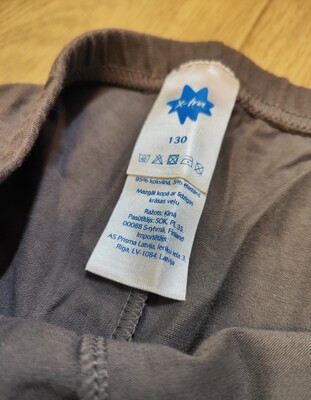 x-tra
130
95% kokvilna, 5% elastāns
Mazgāt kopā ar līdzīgas
krāsas veļu
Ražots: Ķīnā
Pasūtītājs: SOK, PL 35,
00088 S-ryhmä, Finland
Importētājs:
AS Prisma Latvija, Ieriķu iela 3,
Rīga, LV-1084, Latvija